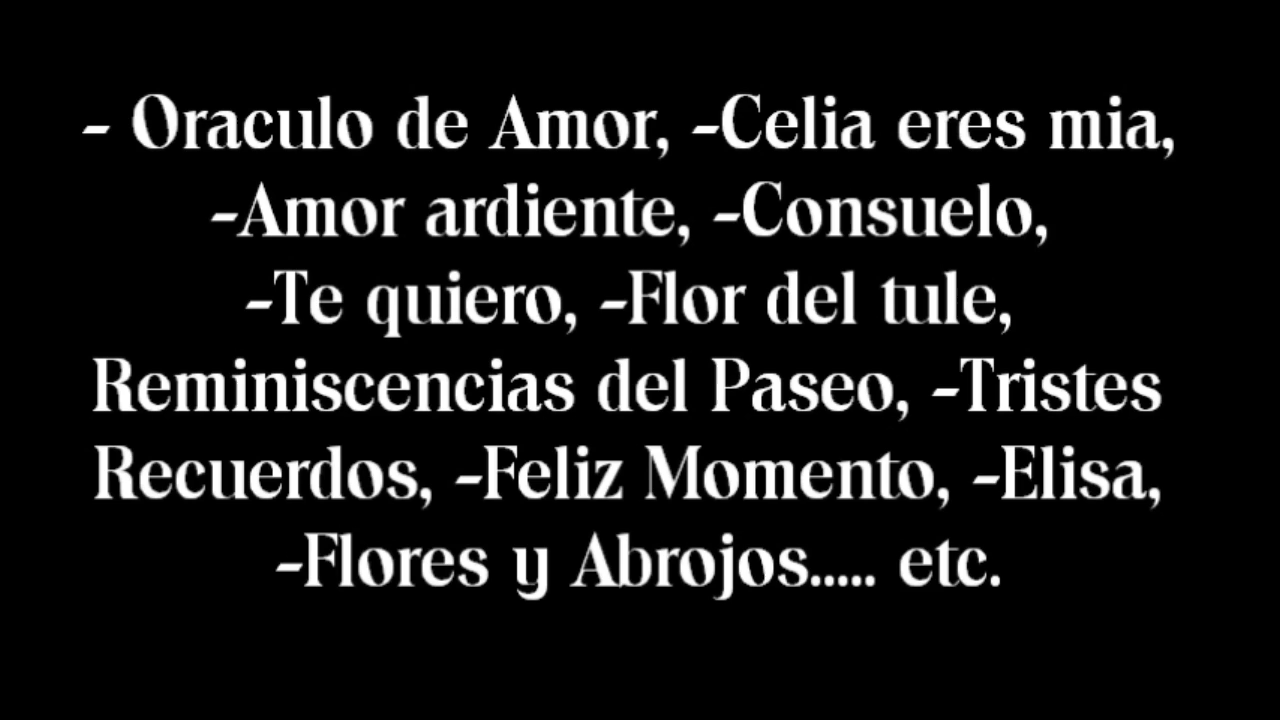 - Oraculo de Amor, -Celia eres mia,
-Amor ardiente, -Consuelo,
-Te quiero, -Flor del tule,
Reminiscencias del Paseo, -Tristes
Recuerdos, -Feliz Momento, -Elisa,
-Flores y Abrojos..... etc.